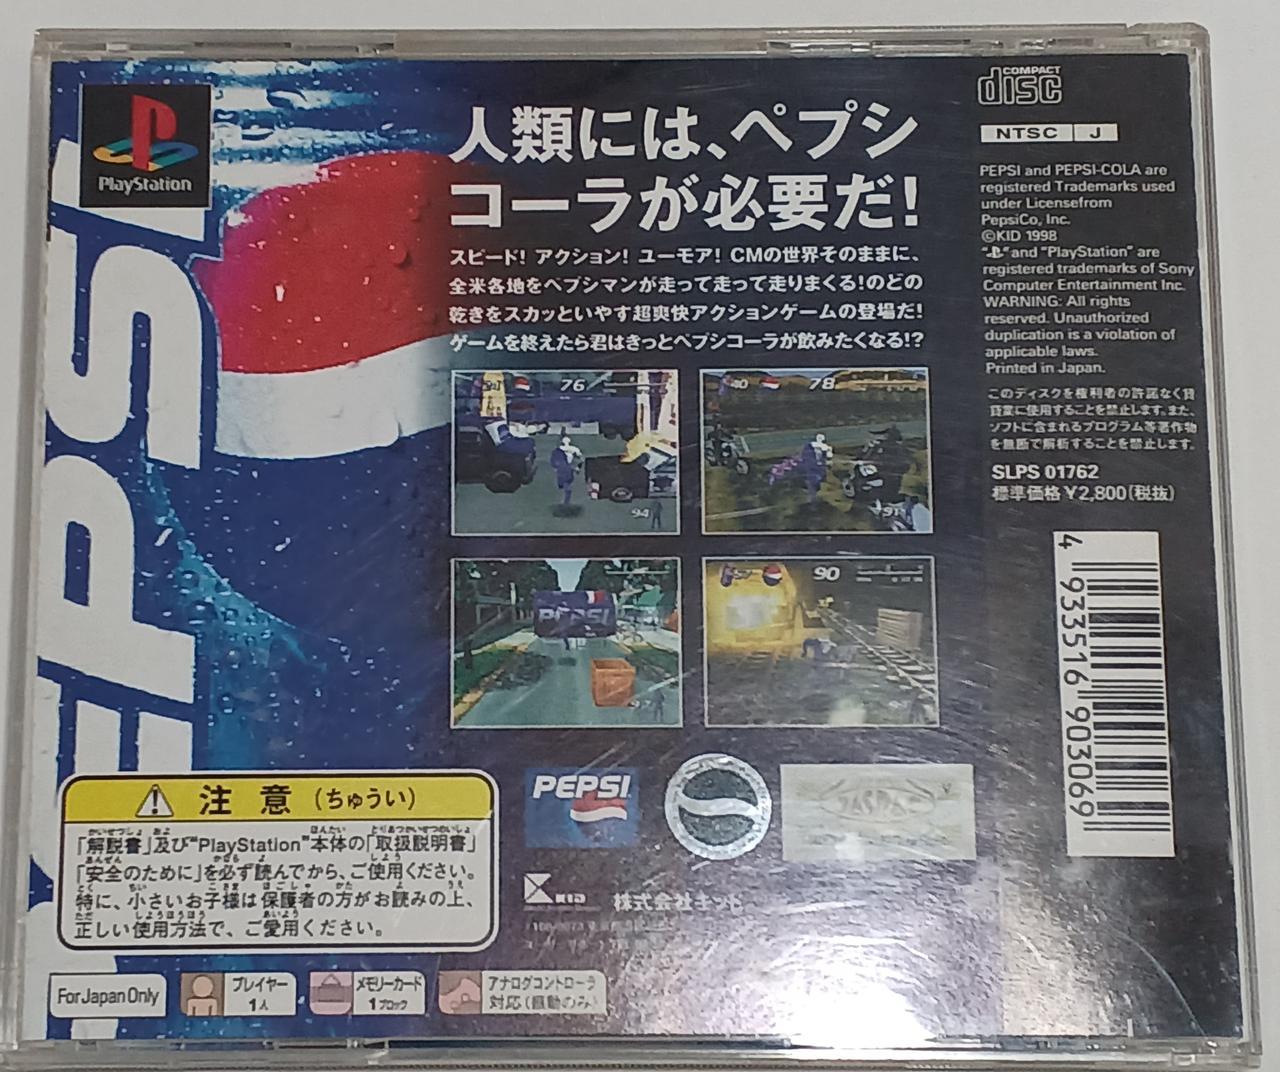 PlayStation
PEPSI
人類には、ペプシ
コーラが必要だ!
スピード! アクション! ユーモア! CMの世界そのままに、
全米各地をペプシマンが走って走って走りまくる!のどの
乾きをスカッといやす超爽快アクションゲームの登場だ!
ゲームを終えたら君はきっとペプシコーラが飲みたくなる!?
76
94
40
78
91
PEPSI
90
PEPSI
KID
株式会社キッド
COMPACT
disc
NTSC J
PEPSI and PEPSI-COLA are
registered Trademarks used
under Licensefrom
PepsiCo, Inc.
©KID 1998
" "and "PlayStation" are
registered trademarks of Sony
Computer Entertainment Inc.
WARNING: All rights
reserved. Unauthorized
duplication is a violation of
applicable laws.
Printed in Japan.
このディスクを権利者の許諾なく賃
貸業に使用することを禁止します。また、
ソフトに含まれるプログラム等著作物
を無断で解析することを禁止します。
SLPS 01762
標準価格¥2,800(税抜)
4 933516 903069
注意(ちゅうい)
「解説書」及び"PlayStation"本体の「取扱説明書」
「安全のために」を必ず読んでから、ご使用ください。
特に、小さいお子様は保護者の方がお読みの上、
正しい使用方法で、ご愛用ください。
For Japan Only
プレイヤー
1人
メモリーカード
1ブロック
アナログコントローラ
対応(振動のみ)